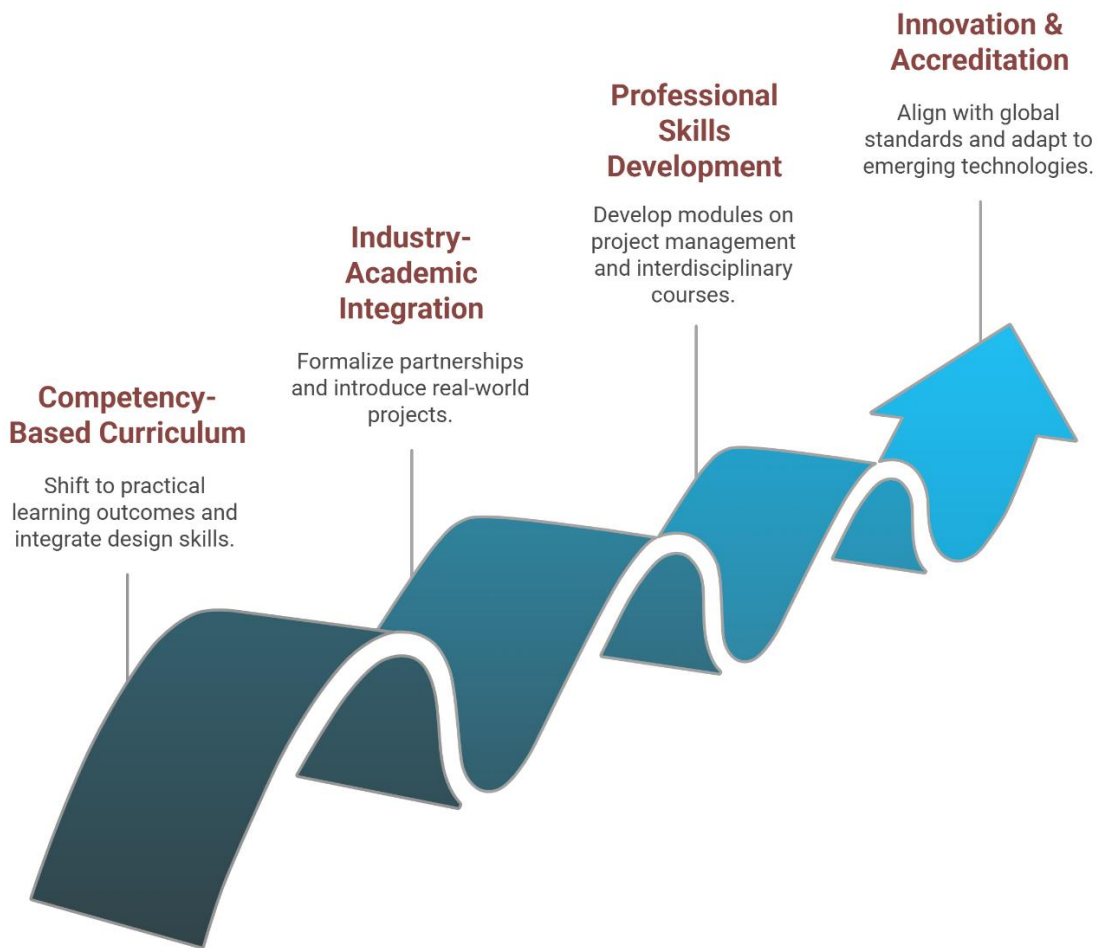 Competency-
Based Curriculum
Shift to practical
learning outcomes and
integrate design skills.
Industry-
Academic
Integration
Formalize partnerships
and introduce real-world
projects.
Professional
Skills
Development
Develop modules on
project management
and interdisciplinary
courses.
Innovation &
Accreditation
Align with global
standards and adapt to
emerging technologies.